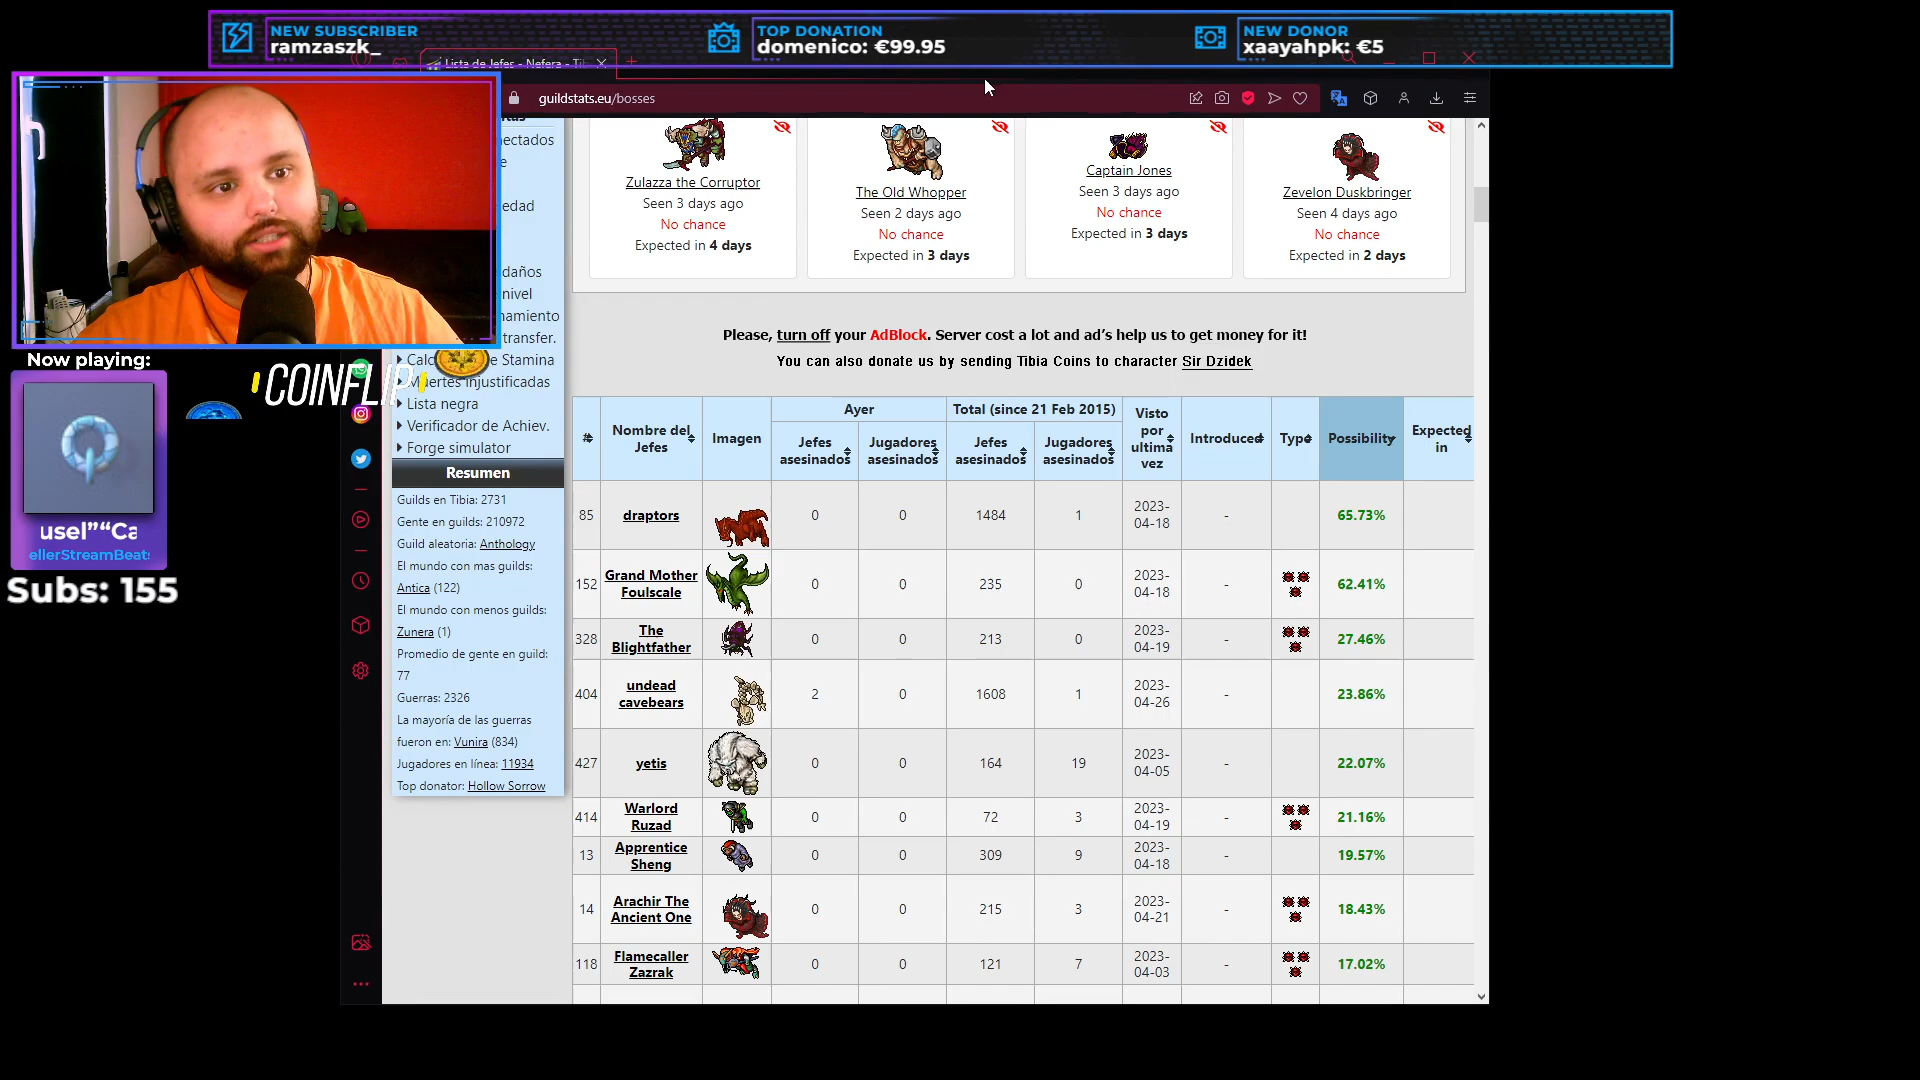 NEW SUBSCRIBER
ramzaszk_
TOP DONATION
domenico: €99.95
NEW DONOR
xaayahpk: €5
Lista de Jefes - Nefera - Ti
guildstats.eu/bosses
Zulazza the Corruptor
Seen 3 days ago
No chance
Expected in 4 days
The Old Whopper
Seen 2 days ago
No chance
Expected in 3 days
Captain Jones
Seen 3 days ago
No chance
Expected in 3 days
Zevelon Duskbringer
Seen 4 days ago
No chance
Expected in 2 days
Please, turn off your AdBlock. Server cost a lot and ad's help us to get money for it!
You can also donate us by sending Tibia Coins to character Sir Dzidek
nectados
edad
daños
nivel
namiento
transfer.
Calc e Stamina
Muertes injustificadas
Lista negra
Verificador de Achiev.
Forge simulator
Resumen
Guilds en Tibia: 2731
Gente en guilds: 210972
Guild aleatoria: Anthology
El mundo con mas guilds:
Antica (122)
El mundo con menos guilds:
Zunera (1)
Promedio de gente en guild:
77
Guerras: 2326
La mayoría de las guerras
fueron en: Vunira (834)
Jugadores en línea: 11934
Top donator: Hollow Sorrow
Now playing:
COINFLIP
usel”“Ca
ellerStreamBeats
Subs: 155
# Nombre del Jefes Imagen Ayer Total (since 21 Feb 2015) Visto por ultima vez Introduced Type Possibility Expected in
Jefes asesinados Jugadores asesinados Jefes asesinados Jugadores asesinados
85 draptors 0 0 1484 1 2023-04-18 - 65.73%
152 Grand Mother Foulscale 0 0 235 0 2023-04-18 - 62.41%
328 The Blightfather 0 0 213 0 2023-04-19 - 27.46%
404 undead cavebears 2 0 1608 1 2023-04-26 - 23.86%
427 yetis 0 0 164 19 2023-04-05 - 22.07%
414 Warlord Ruzad 0 0 72 3 2023-04-19 - 21.16%
13 Apprentice Sheng 0 0 309 9 2023-04-18 - 19.57%
14 Arachir The Ancient One 0 0 215 3 2023-04-21 - 18.43%
118 Flamecaller Zazrak 0 0 121 7 2023-04-03 - 17.02%